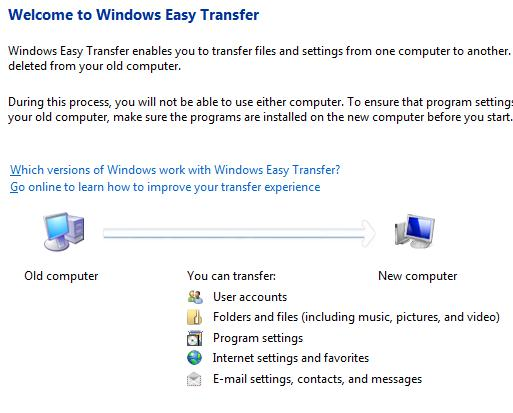 Welcome to Windows Easy Transfer
Windows Easy Transfer enables you to transfer files and settings from one computer to another.
deleted from your old computer.
During this process, you will not be able to use either computer. To ensure that program settings
your old computer, make sure the programs are installed on the new computer before you start.
Which versions of Windows work with Windows Easy Transfer?
Go online to learn how to improve your transfer experience
Old computer
You can transfer:
New computer
User accounts
Folders and files (including music, pictures, and video)
Program settings
Internet settings and favorites
E-mail settings, contacts, and messages